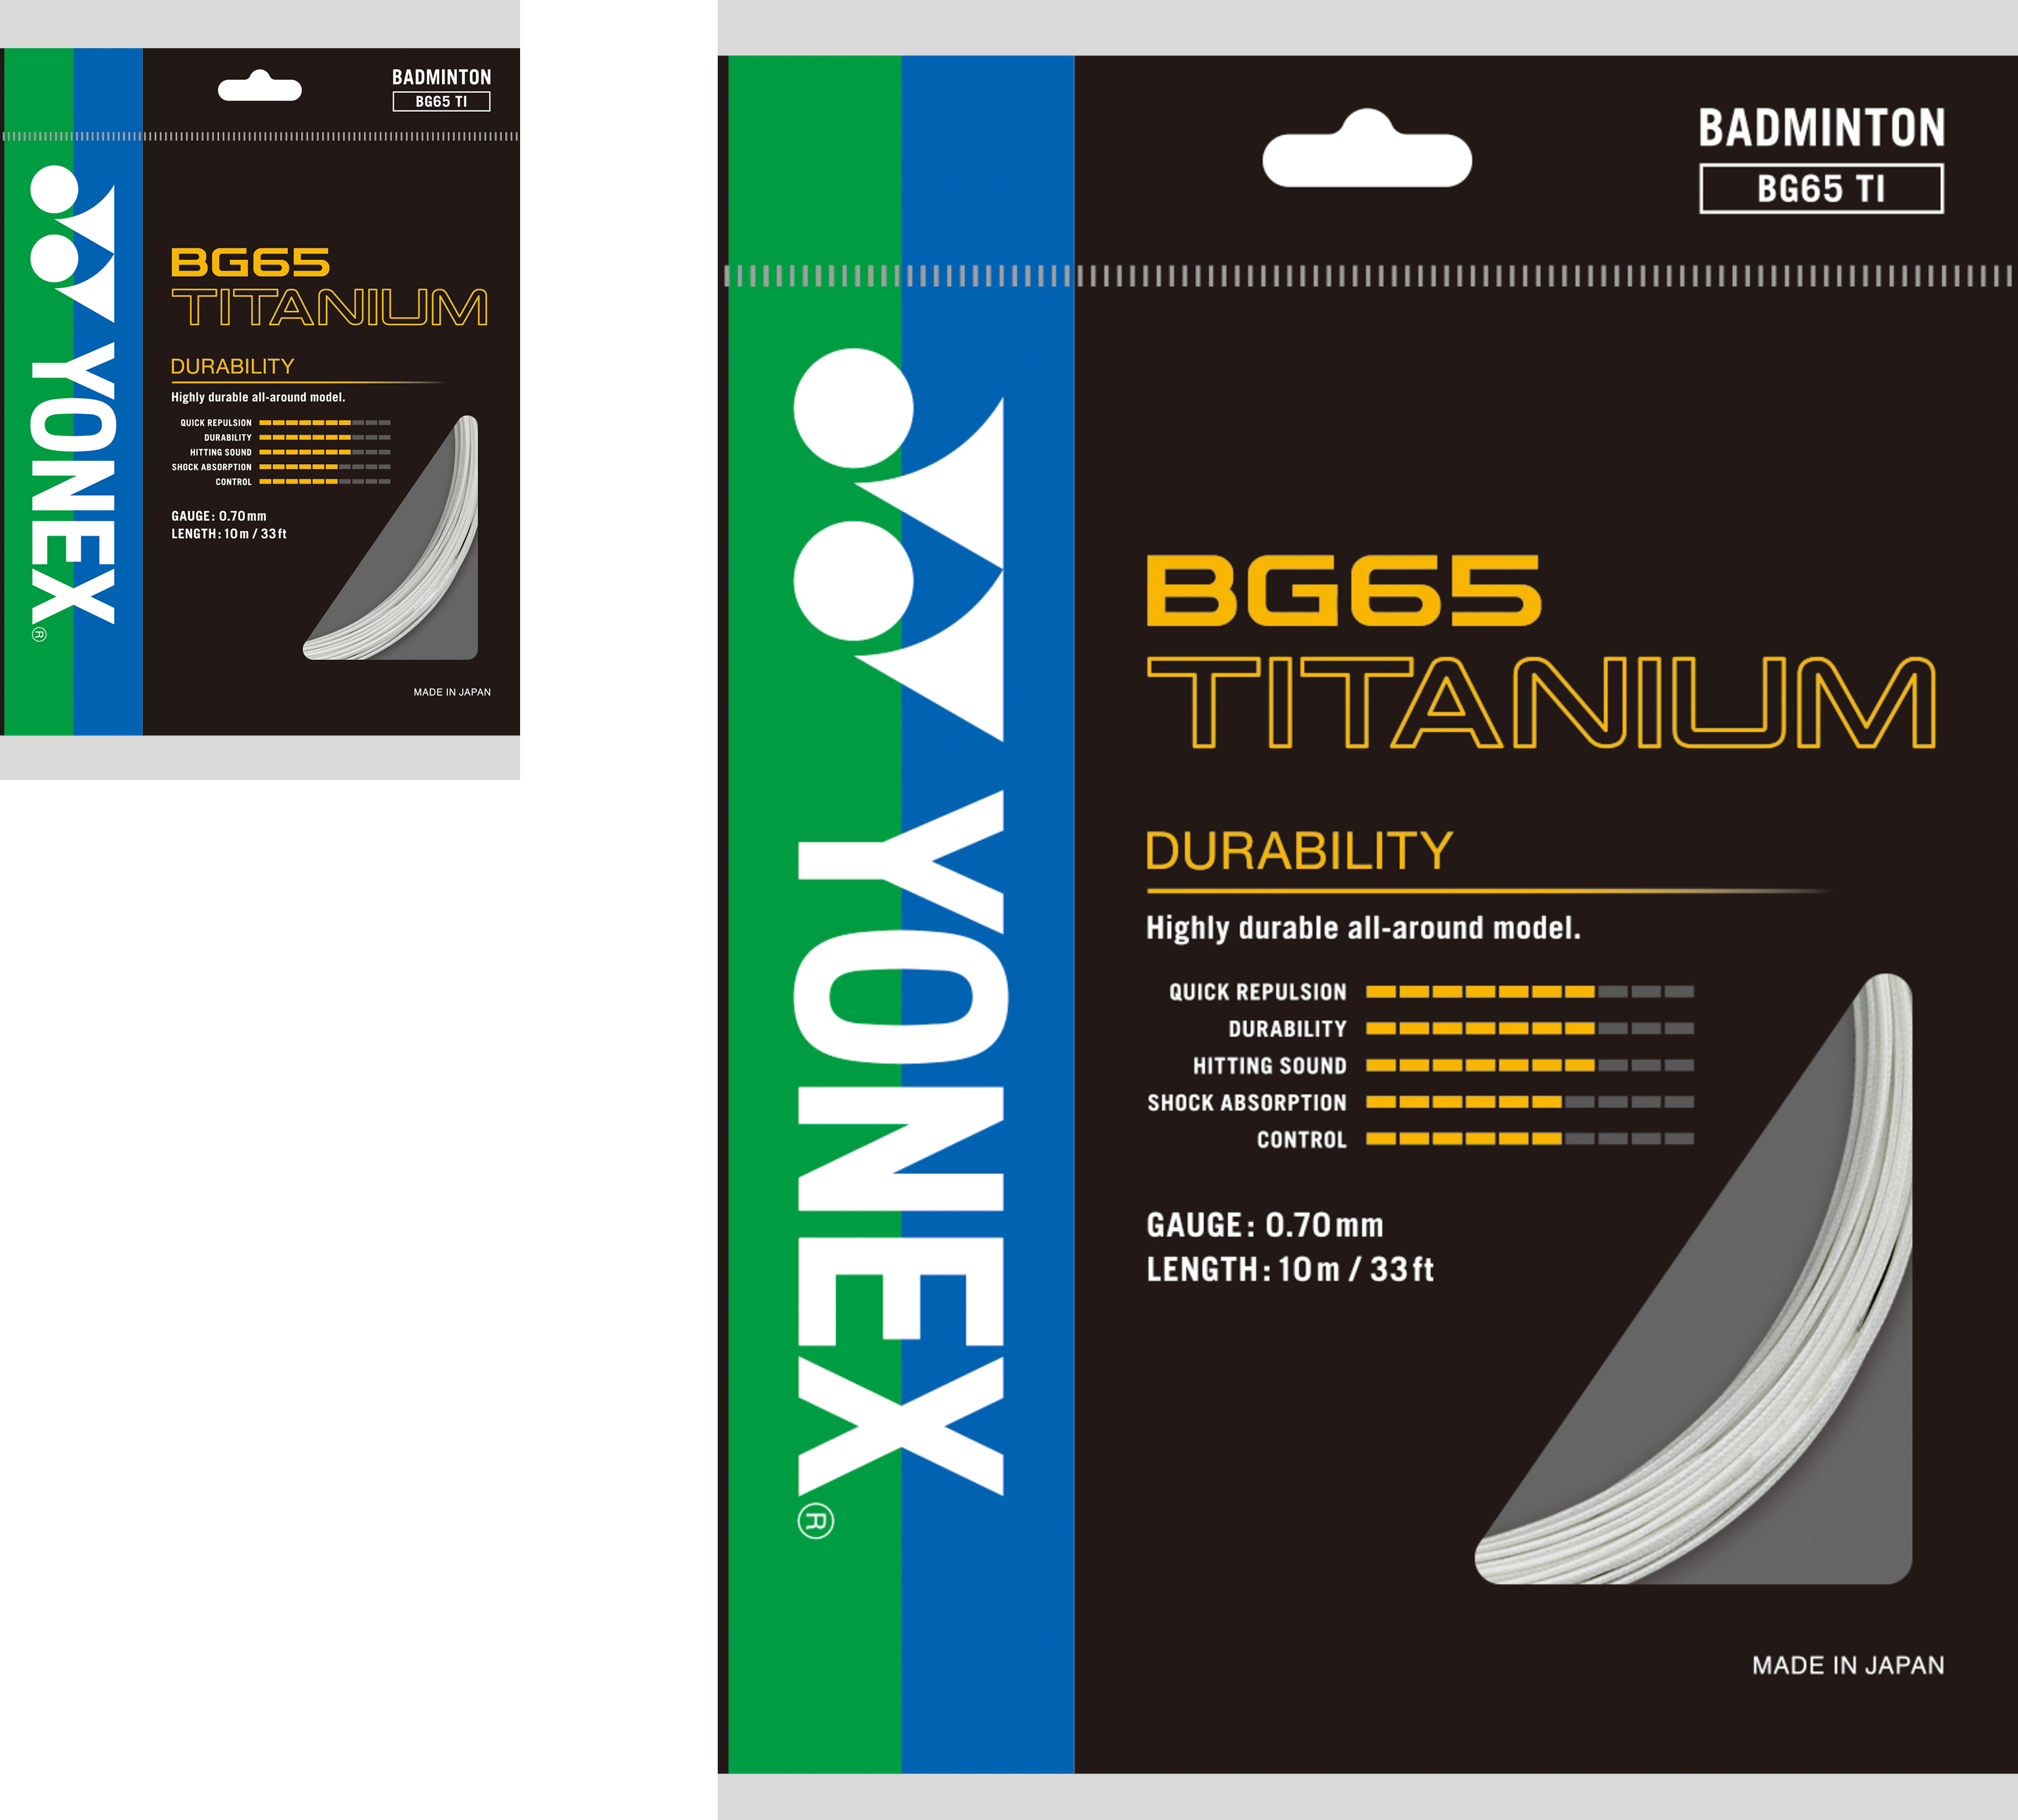 BADMINTON
BG65 TI
YONEX®
BG65
TITANIUM
DURABILITY
Highly durable all-around model.
QUICK REPULSION
DURABILITY
HITTING SOUND
SHOCK ABSORPTION
CONTROL
GAUGE: 0.70mm
LENGTH: 10m / 33ft
MADE IN JAPAN
BADMINTON
BG65 TI
YONEX®
BG65
TITANIUM
DURABILITY
Highly durable all-around model.
QUICK REPULSION
DURABILITY
HITTING SOUND
SHOCK ABSORPTION
CONTROL
GAUGE: 0.70mm
LENGTH: 10m / 33ft
MADE IN JAPAN